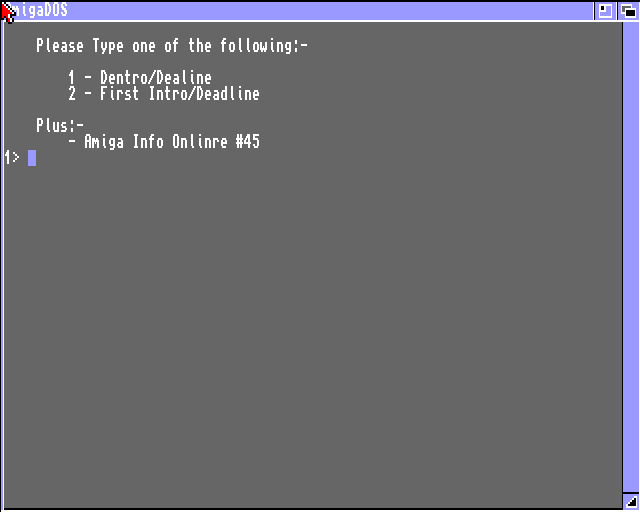 AmigaDOS
Please Type one of the following:-
1 - Dentro/Dealine
2 - First Intro/Deadline
Plus:-
- Amiga Info Onlinre #45
1>